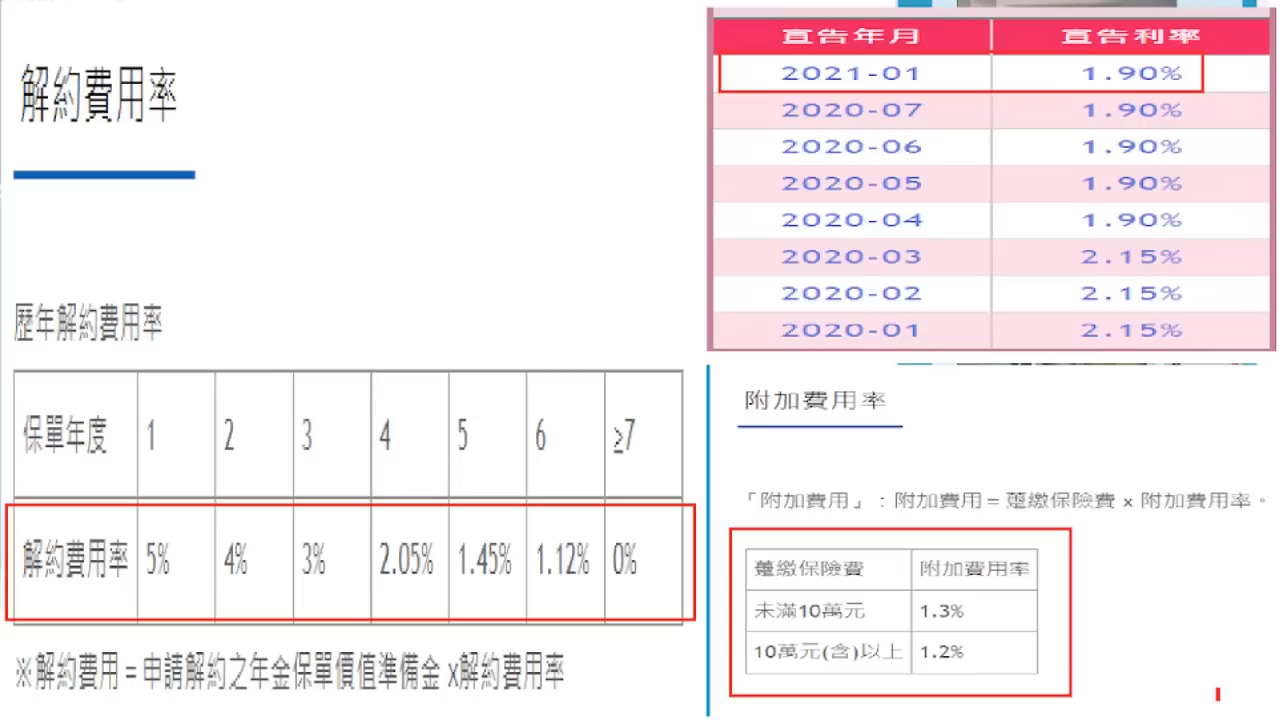 解約費用率
歷年解約費用率
保單年度 1 2 3 4 5 6 ≥7
解約費用率 5% 4% 3% 2.05% 1.45% 1.12% 0%
※解約費用 = 申請解約之年金保單價值準備金 x解約費用率
宣告年月 宣告利率
2021-01 1.90%
2020-07 1.90%
2020-06 1.90%
2020-05 1.90%
2020-04 1.90%
2020-03 2.15%
2020-02 2.15%
2020-01 2.15%
附加費用率
「附加費用」：附加費用 = 躉繳保險費 x 附加費用率。
躉繳保險費 附加費用率
未滿10萬元 1.3%
10萬元(含)以上 1.2%